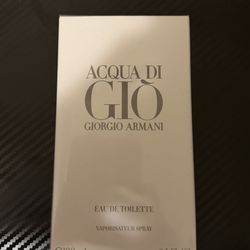 ACQUA DI
GIÒ
GIORGIO ARMANI
EAU DE TOILETTE
VAPORISATEUR SPRAY